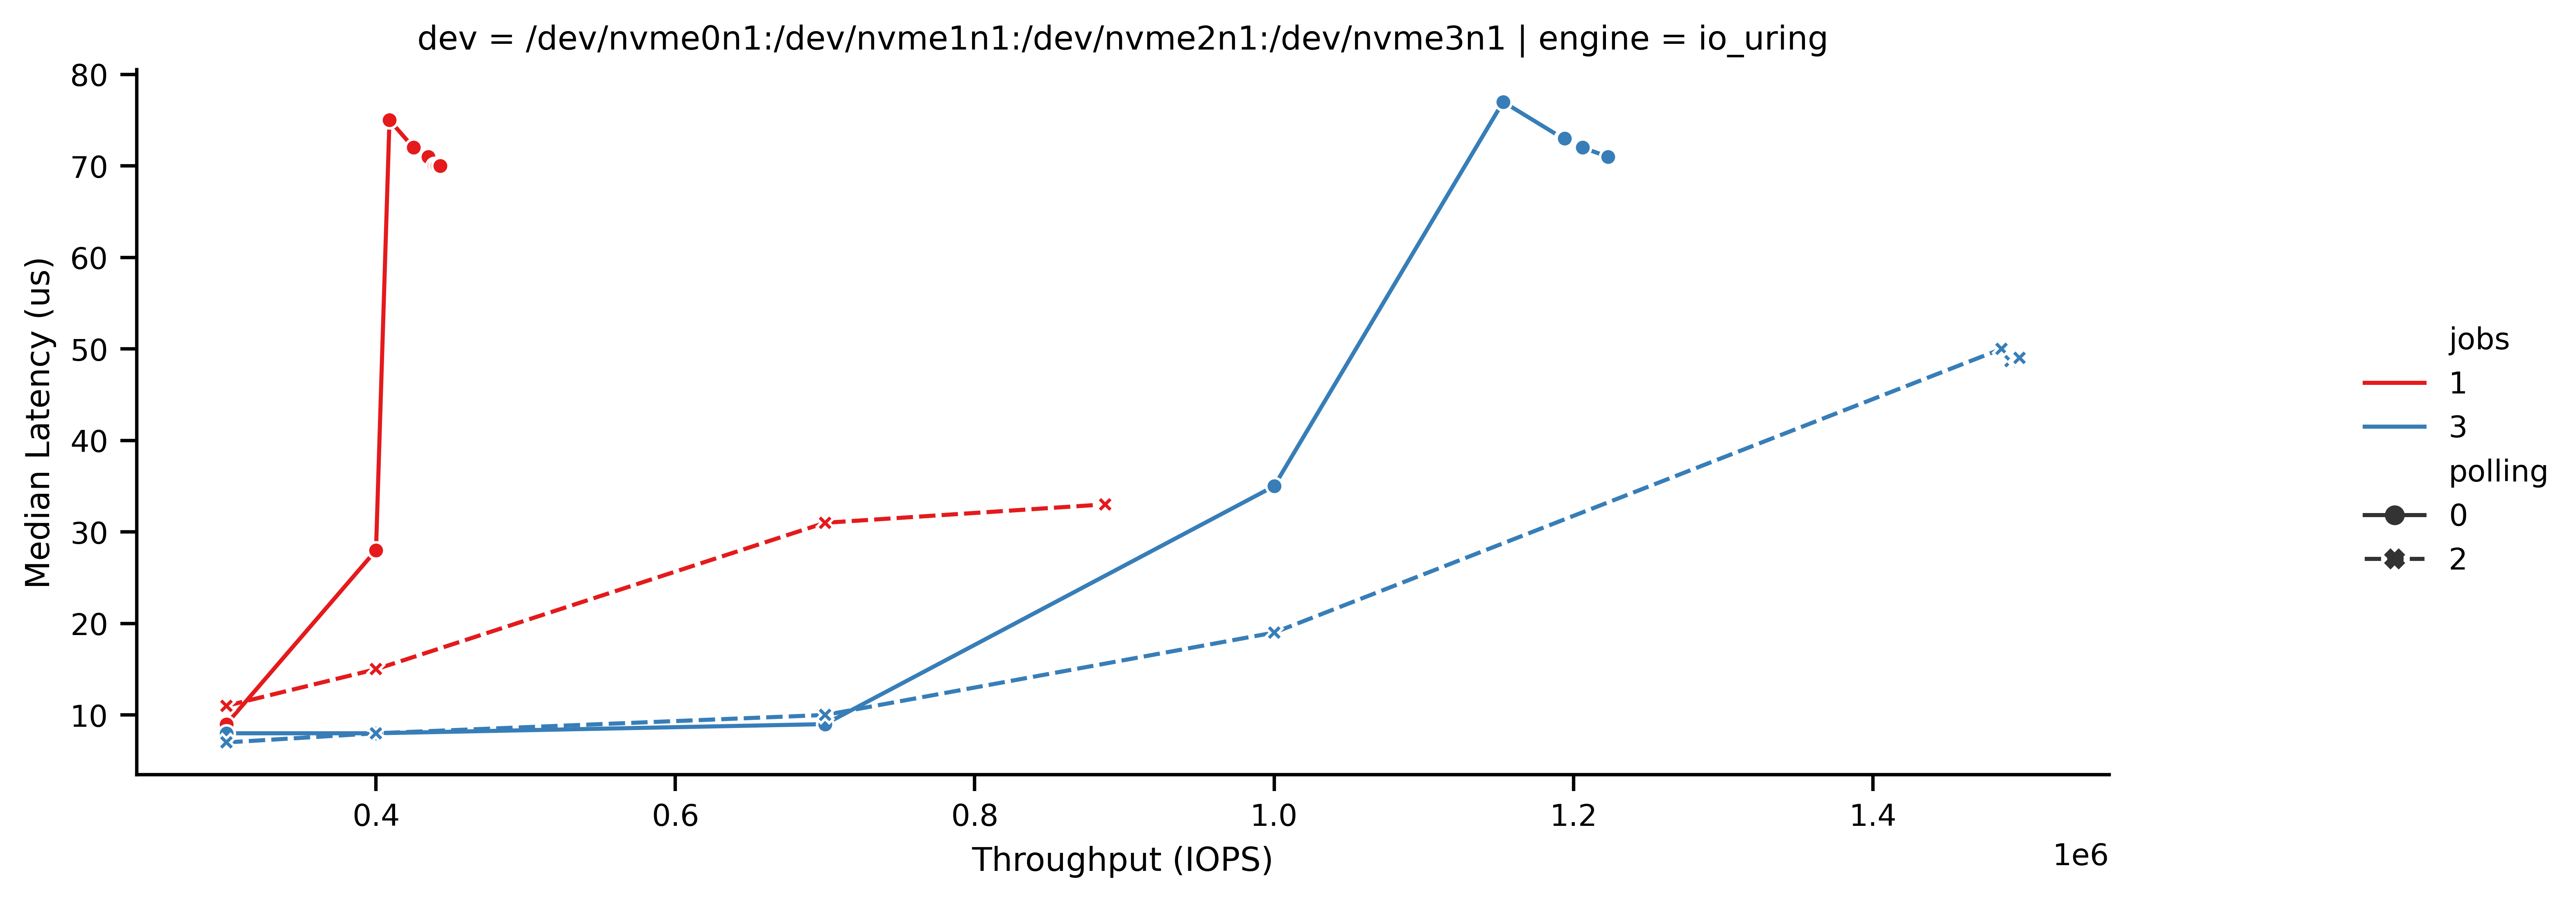 dev = /dev/nvme0n1:/dev/nvme1n1:/dev/nvme2n1:/dev/nvme3n1 | engine = io_uring
80
70
60
50
40
30
20
10
Median Latency (us)
0.4 0.6 0.8 1.0 1.2 1.4
1e6
Throughput (IOPS)
jobs
1
3
polling
0
2